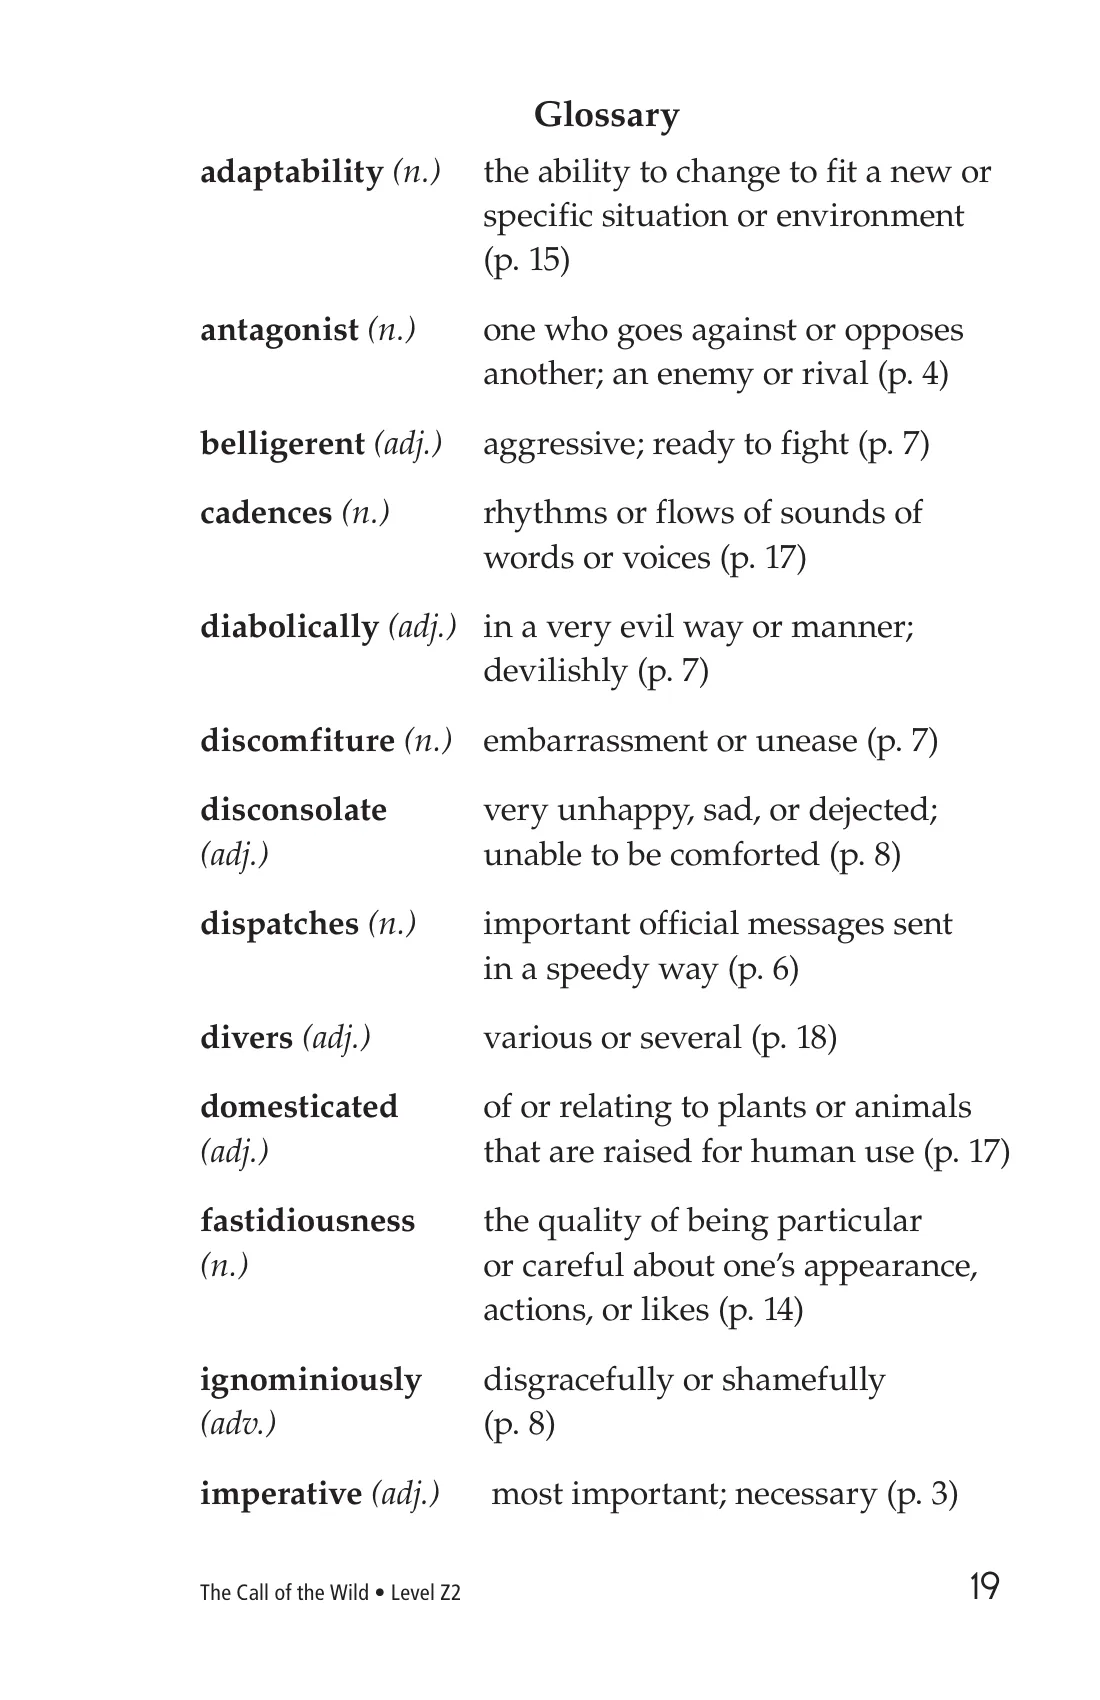 Glossary
adaptability (n.) the ability to change to fit a new or
specific situation or environment
(p. 15)
antagonist (n.) one who goes against or opposes
another; an enemy or rival (p. 4)
belligerent (adj.) aggressive; ready to fight (p. 7)
cadences (n.) rhythms or flows of sounds of
words or voices (p. 17)
diabolically (adj.) in a very evil way or manner;
devilishly (p. 7)
discomfiture (n.) embarrassment or unease (p. 7)
disconsolate very unhappy, sad, or dejected;
(adj.) unable to be comforted (p. 8)
dispatches (n.) important official messages sent
in a speedy way (p. 6)
divers (adj.) various or several (p. 18)
domesticated of or relating to plants or animals
(adj.) that are raised for human use (p. 17)
fastidiousness the quality of being particular
(n.) or careful about one’s appearance,
actions, or likes (p. 14)
ignominiously disgracefully or shamefully
(adv.) (p. 8)
imperative (adj.) most important; necessary (p. 3)
The Call of the Wild • Level Z2 19